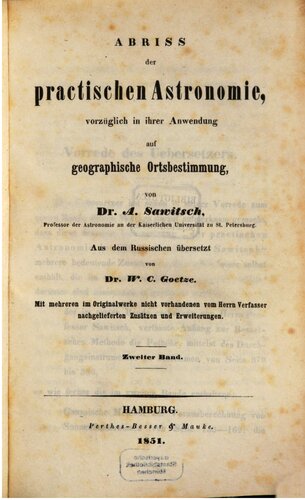 ABRISS
der
practischen Astronomie,
vorzüglich in ihrer Anwendung
auf
geographische Ortsbestimmung,
von
Dr. A. Sawitsch,
Professor der Astronomie an der Kaiserlichen Universität zu St. Petersburg.
Aus dem Russischen übersetzt
von
Dr. W. C. Goetze.
Mit mehreren im Originalwerke nicht vorhandenen vom Herrn Verfasser
nachgelieferten Zusätzen und Erweiterungen.
Zweiter Band.
HAMBURG.
Perthes-Besser & Mauke.
1851.